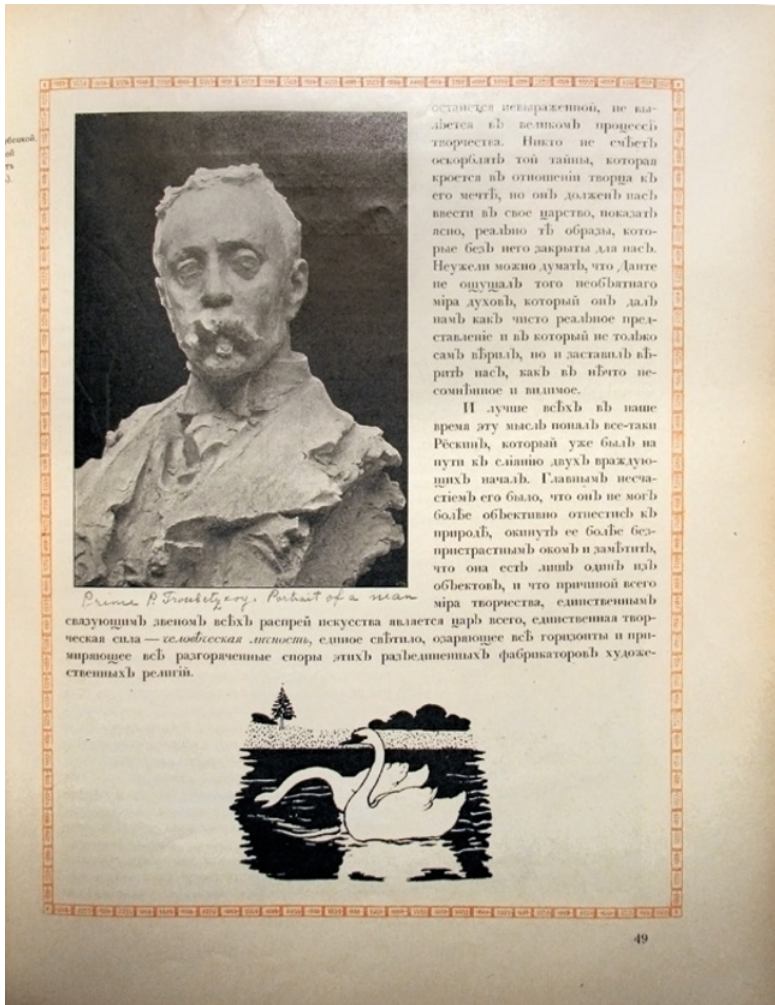 останется невыраженной, не вы-
льется въ великомъ процессѣ
творчества. Никто не смѣетъ
оскорблять той тайны, которая
кроется въ отношеніи творца къ
его мечтѣ, но онъ долженъ насъ
ввести въ свое царство, показать
ясно, реально тѣ образы, кото-
рые безъ него закрыты для насъ.
Неужели можно думать, что Данте
не ощущалъ того необъятнаго
міра духовъ, который онъ далъ
намъ какъ чисто реальное пред-
ставленіе и въ который не только
самъ вѣрилъ, но и заставилъ вѣ-
рить насъ, какъ въ нѣчто не-
сомнѣнное и видимое.
И лучше всѣхъ въ наше
время эту мысль понялъ все-таки
Рёскинъ, который уже былъ на
пути къ сліянію двухъ враждую-
щихъ началъ. Главнымъ несча-
стіемъ его было, что онъ не могъ
болѣе объективно отнестись къ
природѣ, окинуть ее болѣе без-
пристрастнымъ окомъ и замѣтить,
что она есть лишь одинъ изъ
объектовъ, и что причиной всего
міра творчества, единственнымъ
связующимъ звеномъ всѣхъ распрей искусства является царь всего, единственная твор-
ческая сила — человѣческая личность, единое свѣтило, озаряющее всѣ горизонты и при-
миряющее всѣ разгоряченные споры этихъ разъединенныхъ фабрикаторовъ художе-
ственныхъ религій.
Prince P. Troubetzkoy. Portrait of a man
49